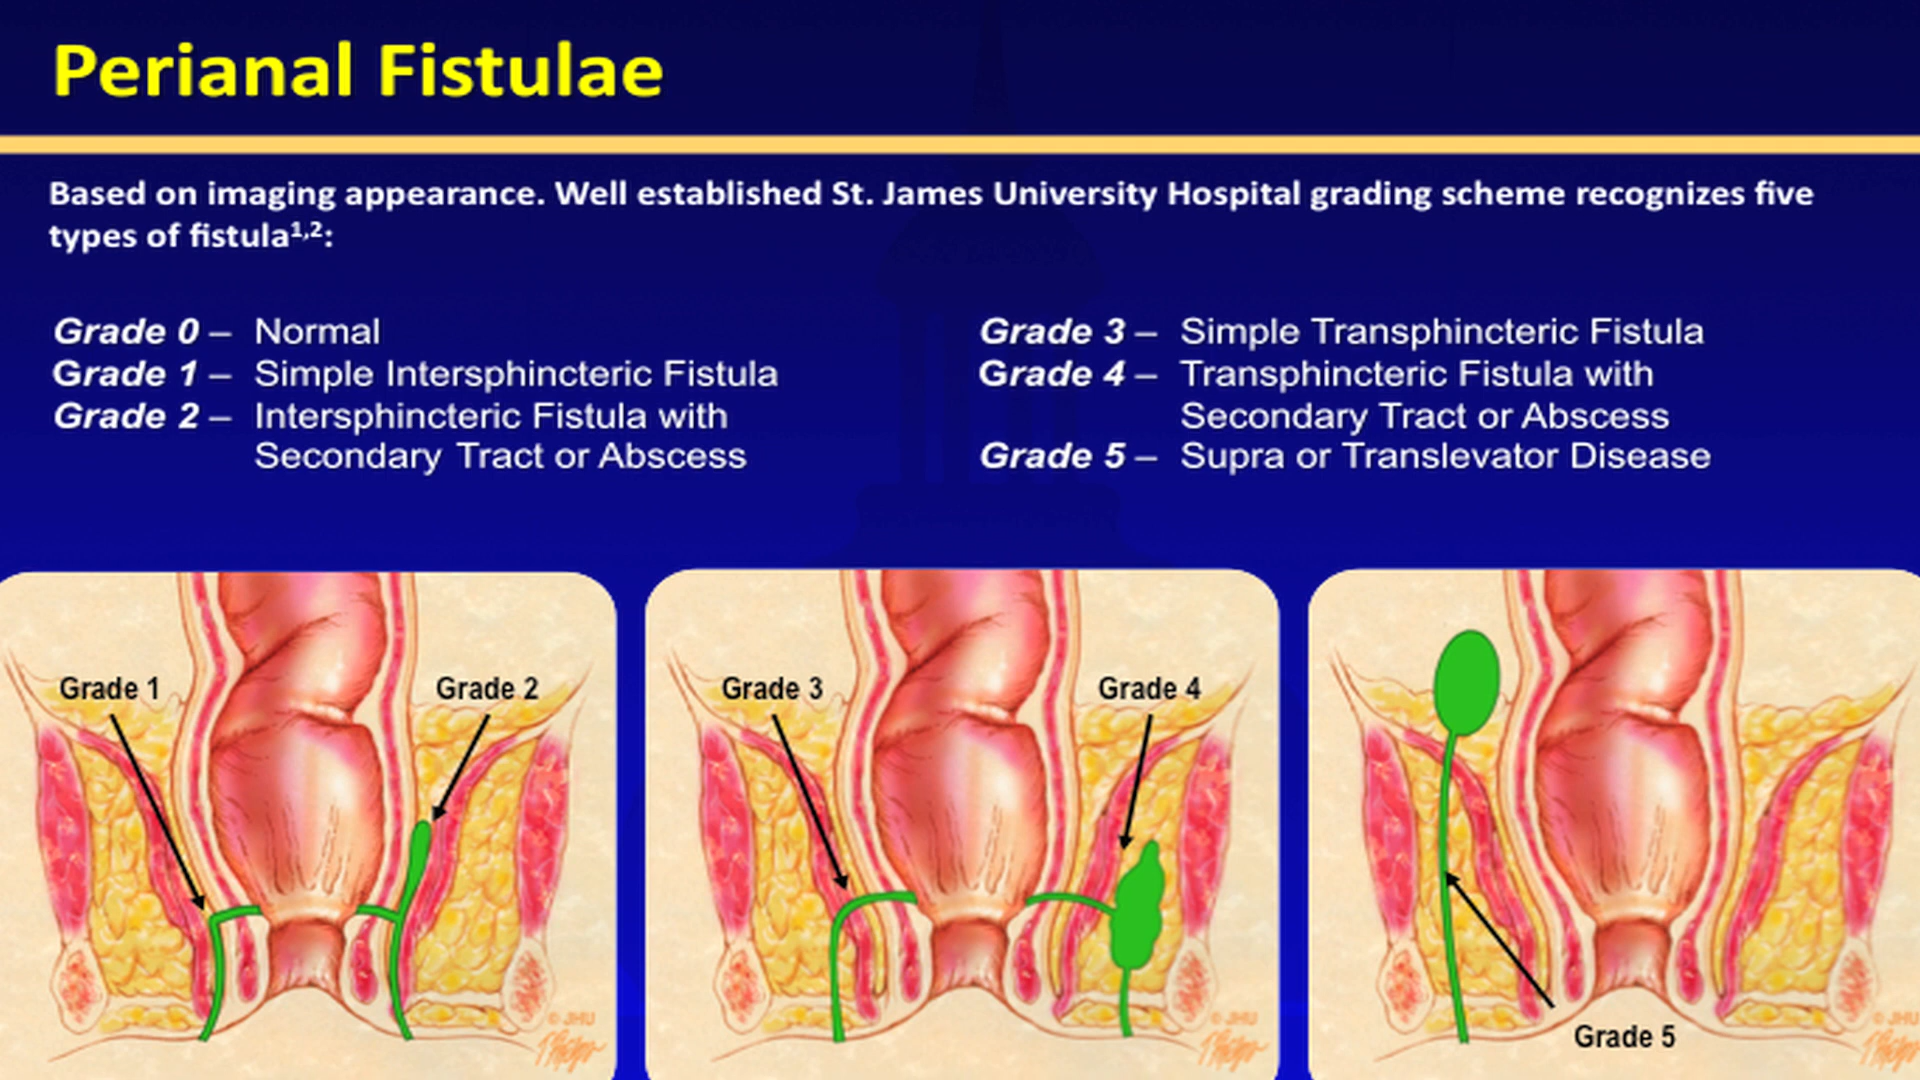 Perianal Fistulae
Based on imaging appearance. Well established St. James University Hospital grading scheme recognizes five
types of fistula1,2:
Grade 0 – Normal
Grade 1 – Simple Intersphincteric Fistula
Grade 2 – Intersphincteric Fistula with
Secondary Tract or Abscess
Grade 3 – Simple Transphincteric Fistula
Grade 4 – Transphincteric Fistula with
Secondary Tract or Abscess
Grade 5 – Supra or Translevator Disease
Grade 1
Grade 2
© JHU
Grade 3
Grade 4
© JHU
Grade 5
© JHU